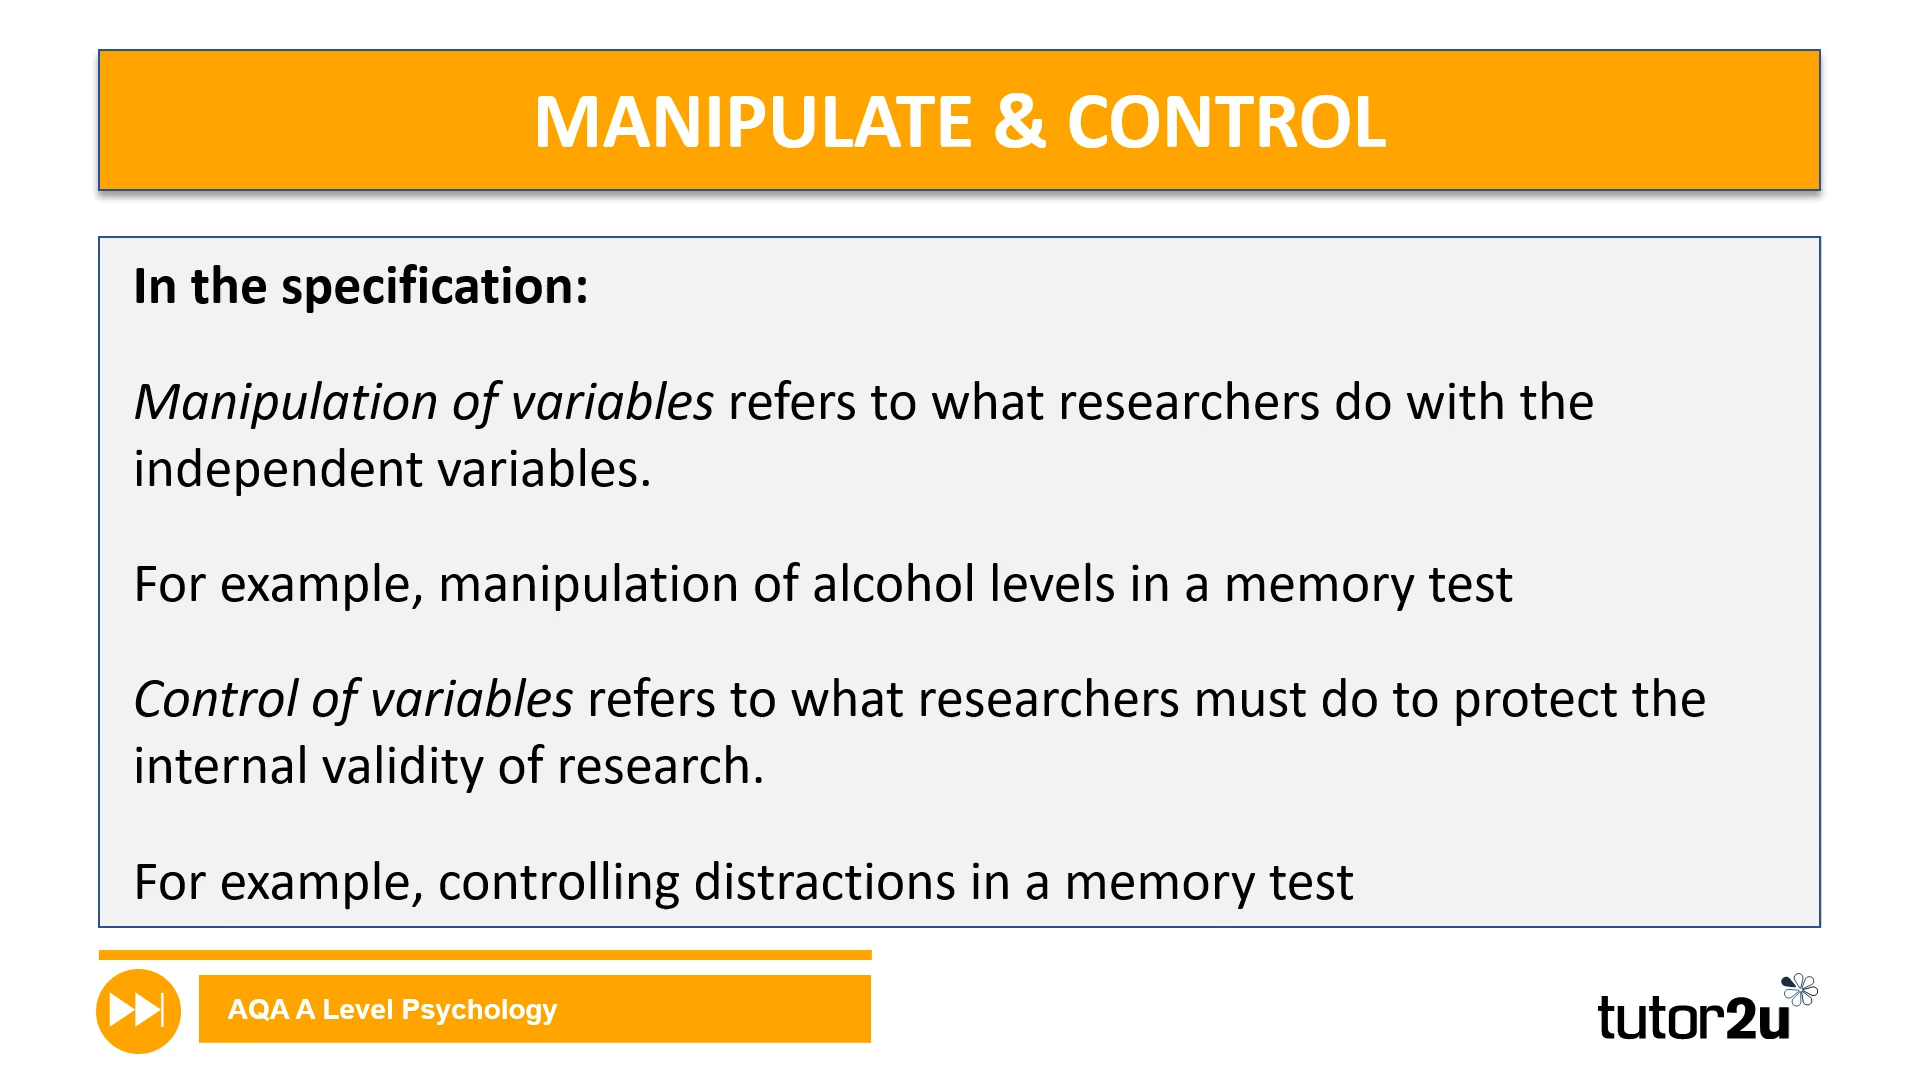 MANIPULATE & CONTROL
In the specification:
Manipulation of variables refers to what researchers do with the
independent variables.
For example, manipulation of alcohol levels in a memory test
Control of variables refers to what researchers must do to protect the
internal validity of research.
For example, controlling distractions in a memory test
AQA A Level Psychology
tutor2u